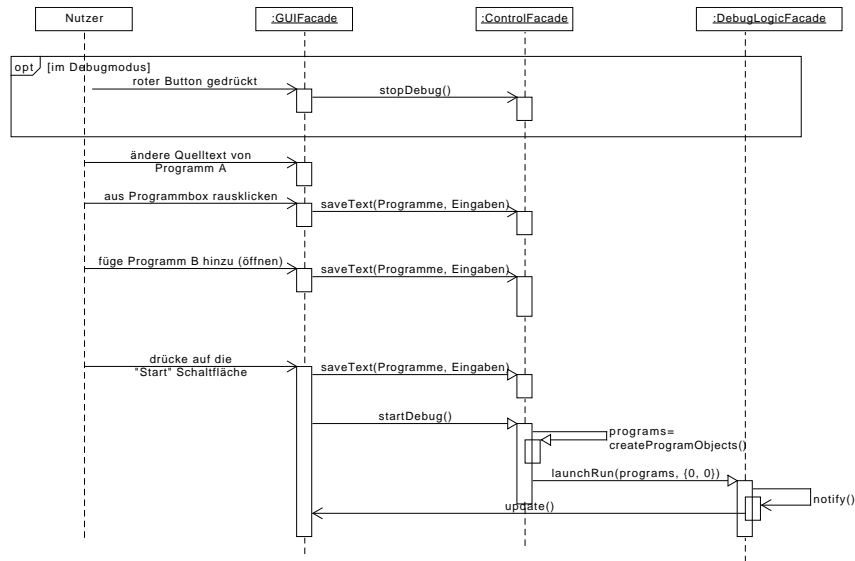 Nutzer
:GUIFacade
:ControlFacade
:DebugLogicFacade
opt
[im Debugmodus]
roter Button gedrückt
stopDebug()
ändere Quelltext von
Programm A
aus Programmbox rausklicken
saveText(Programme, Eingaben)
füge Programm B hinzu (öffnen)
saveText(Programme, Eingaben)
drücke auf die
"Start" Schaltfläche
saveText(Programme, Eingaben)
startDebug()
programs=
createProgramObjects()
launchRun(programs, {0, 0})
notify()
update()